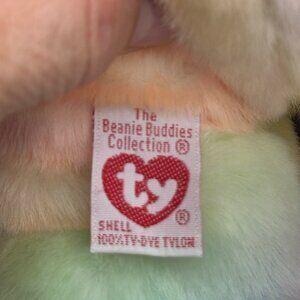 The
Beanie Buddies
Collection ®
ty ®
SHELL
100% TY-DYE TYLON